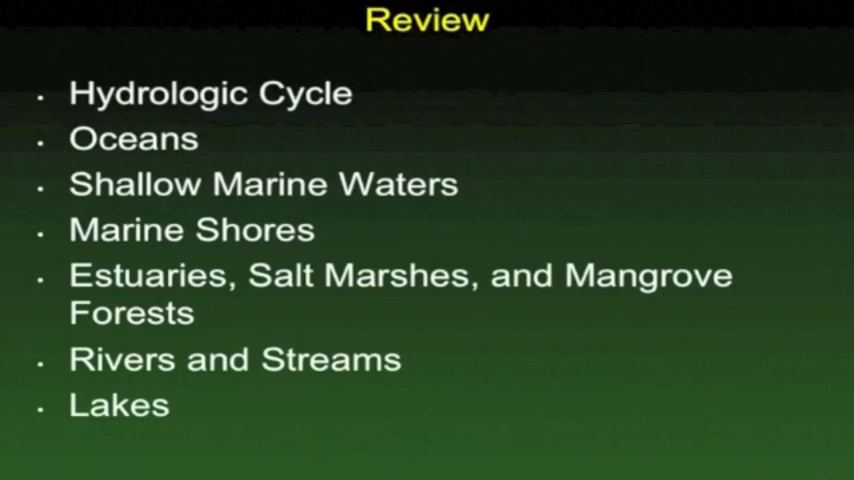 Review
· Hydrologic Cycle
· Oceans
· Shallow Marine Waters
· Marine Shores
· Estuaries, Salt Marshes, and Mangrove
Forests
· Rivers and Streams
· Lakes